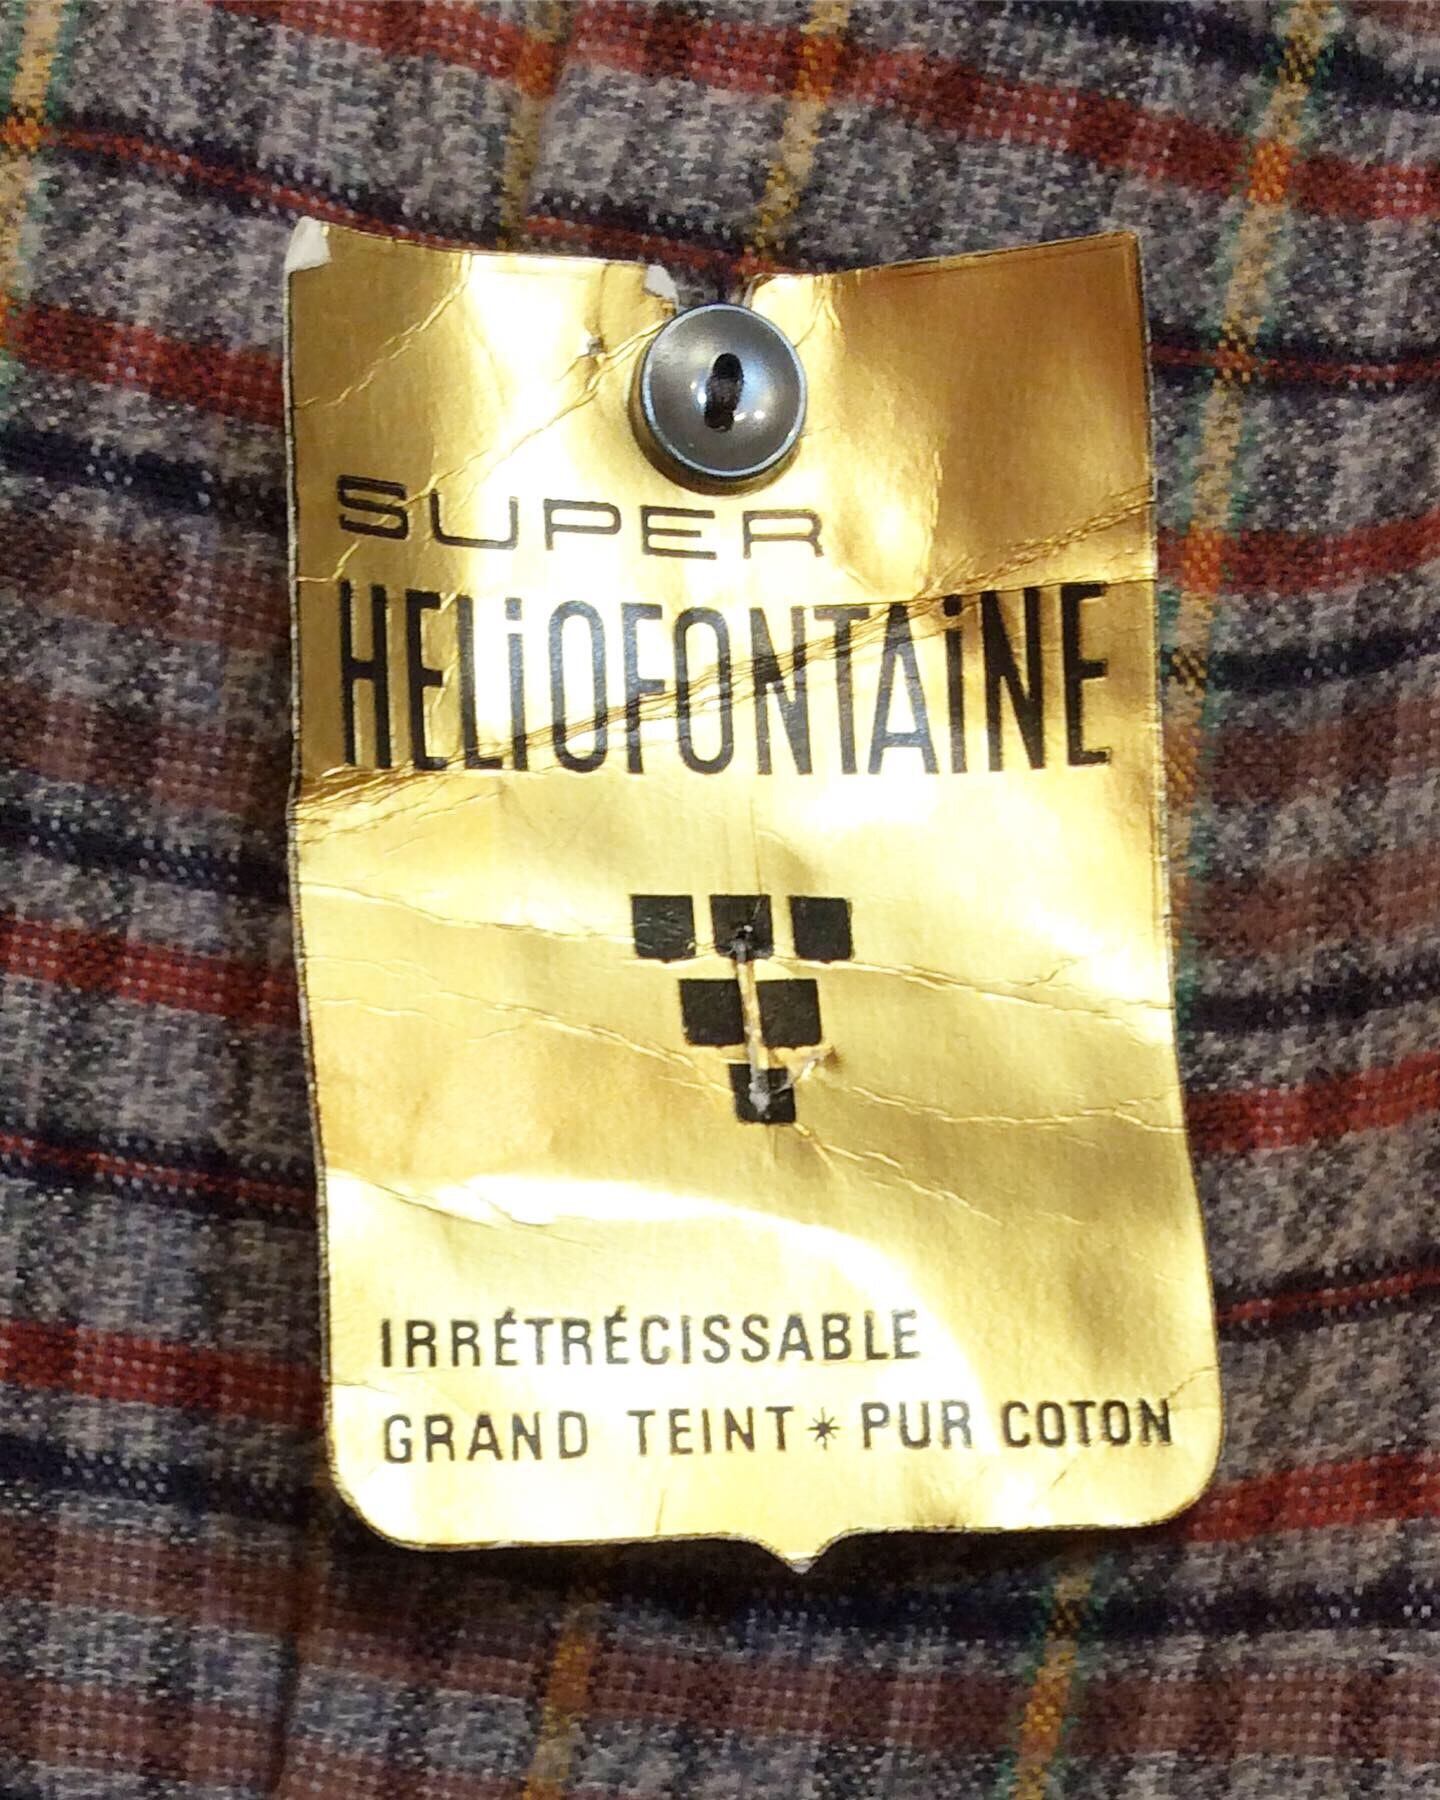 SUPER
HELiOFONTAiNE
IRRÉTRÉCISSABLE
GRAND TEINT * PUR COTON